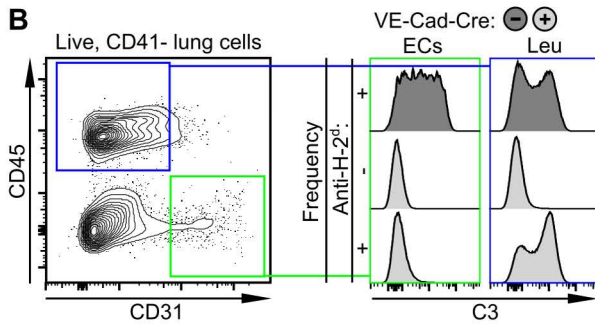 B
VE-Cad-Cre: - +
Live, CD41- lung cells
ECs Leu
CD45
CD31
Frequency
Anti-H-2ᵈ:
+
-
+
C3